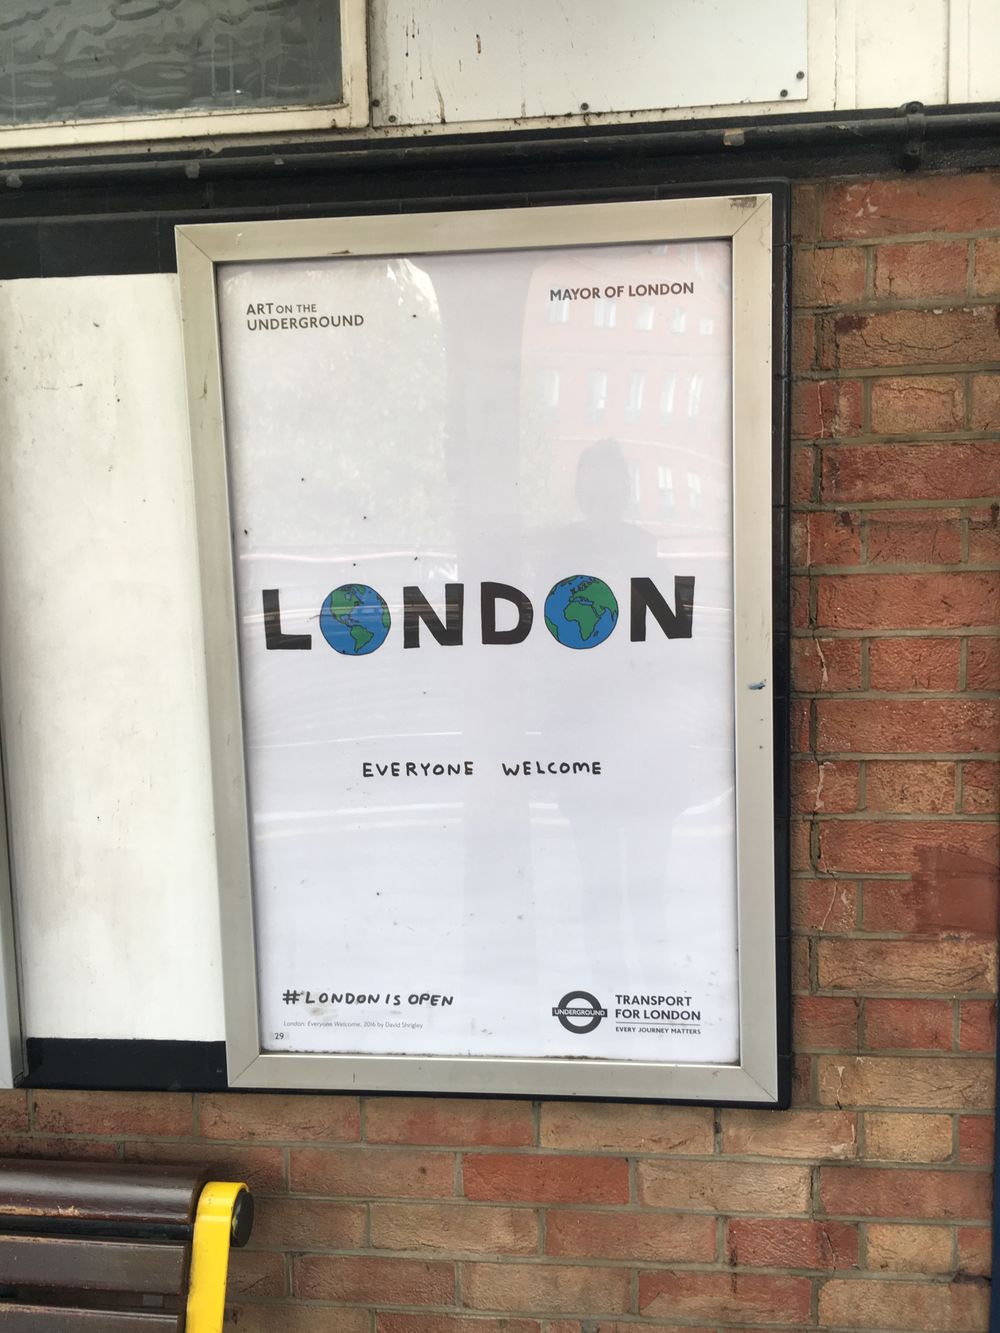 ART ON THE
UNDERGROUND
MAYOR OF LONDON
LONDON
EVERYONE WELCOME
#LONDON IS OPEN
London: Everyone Welcome, 2016 by David Shrigley
29
UNDERGROUND
TRANSPORT
FOR LONDON
EVERY JOURNEY MATTERS